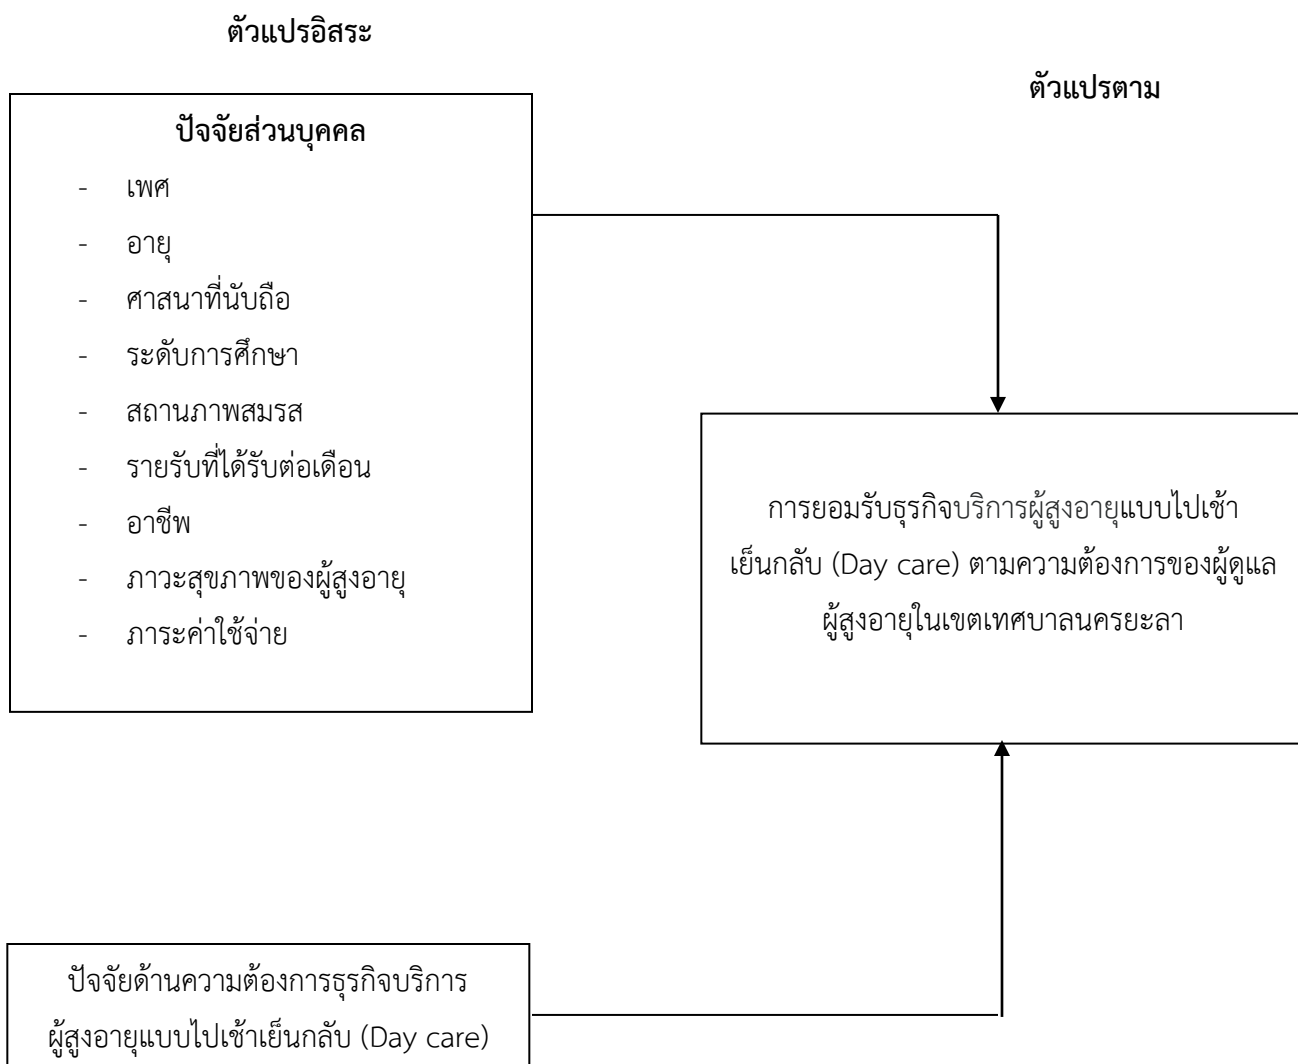 ตัวแปรอิสระ
ตัวแปรตาม
ปัจจัยส่วนบุคคล
- เพศ
- อายุ
- ศาสนาที่นับถือ
- ระดับการศึกษา
- สถานภาพสมรส
- รายรับที่ได้รับต่อเดือน
- อาชีพ
- ภาวะสุขภาพของผู้สูงอายุ
- ภาระค่าใช้จ่าย
การยอมรับธุรกิจบริการผู้สูงอายุแบบไปเช้า
เย็นกลับ (Day care) ตามความต้องการของผู้ดูแล
ผู้สูงอายุในเขตเทศบาลนครยะลา
ปัจจัยด้านความต้องการธุรกิจบริการ
ผู้สูงอายุแบบไปเช้าเย็นกลับ (Day care)